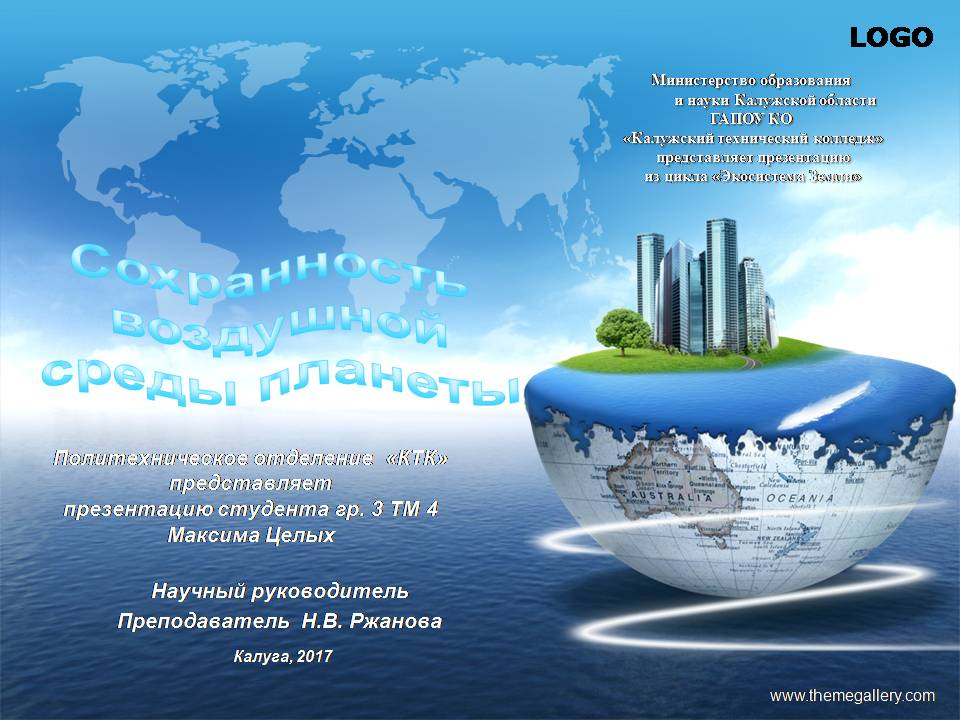 LOGO
Министерство образования
и науки Калужской области
ГАПОУ КО
«Калужский технический колледж»
представляет презентацию
из цикла «Экосистема Земли»
Сохранность
воздушной
среды планеты
Политехническое отделение «КТК»
представляет
презентацию студента гр. 3 ТМ 4
Максима Целых
Научный руководитель
Преподаватель Н.В. Ржанова
Калуга, 2017
AUSTRALIA
OCEANIA
NEW ZEALAND
www.themegallery.com